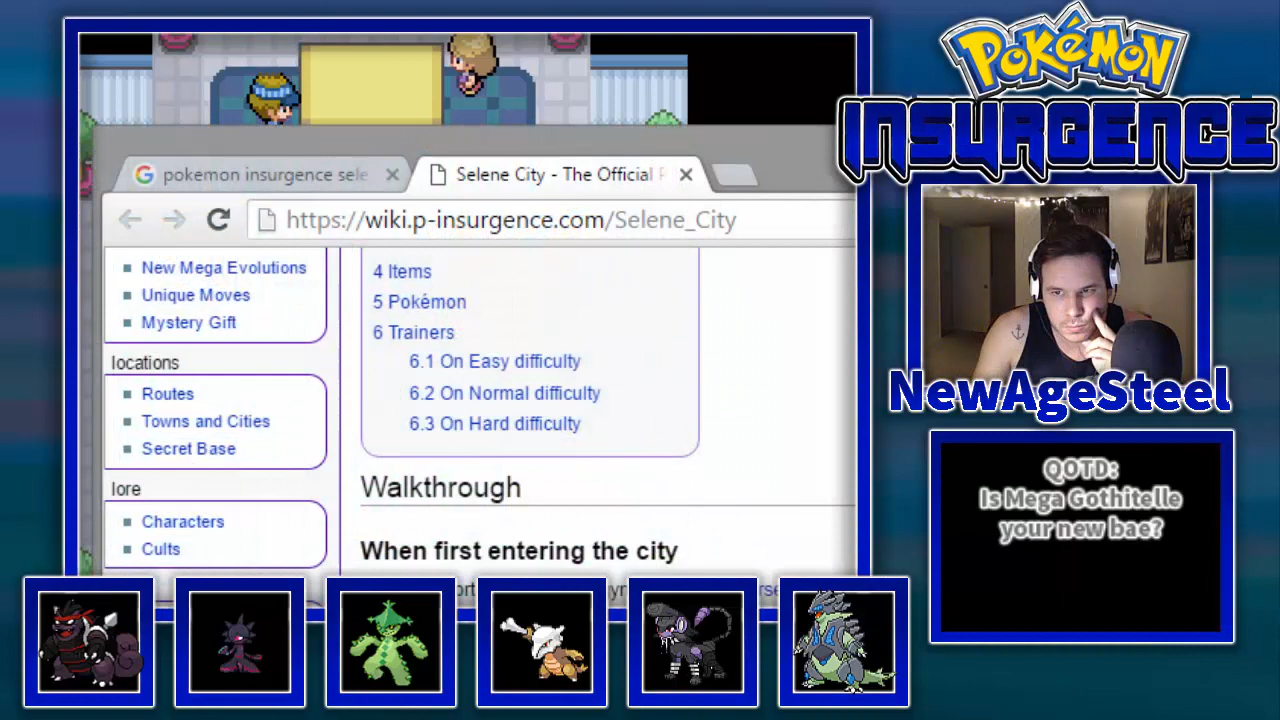 POKéMON
INSURGENCE
pokemon insurgence sele
Selene City - The Official
https://wiki.p-insurgence.com/Selene_City
New Mega Evolutions
Unique Moves
Mystery Gift
locations
Routes
Towns and Cities
Secret Base
lore
Characters
Cults
4 Items
5 Pokémon
6 Trainers
6.1 On Easy difficulty
6.2 On Normal difficulty
6.3 On Hard difficulty
Walkthrough
When first entering the city
NewAgeSteel
QOTD:
Is Mega Gothitelle
your new bae?